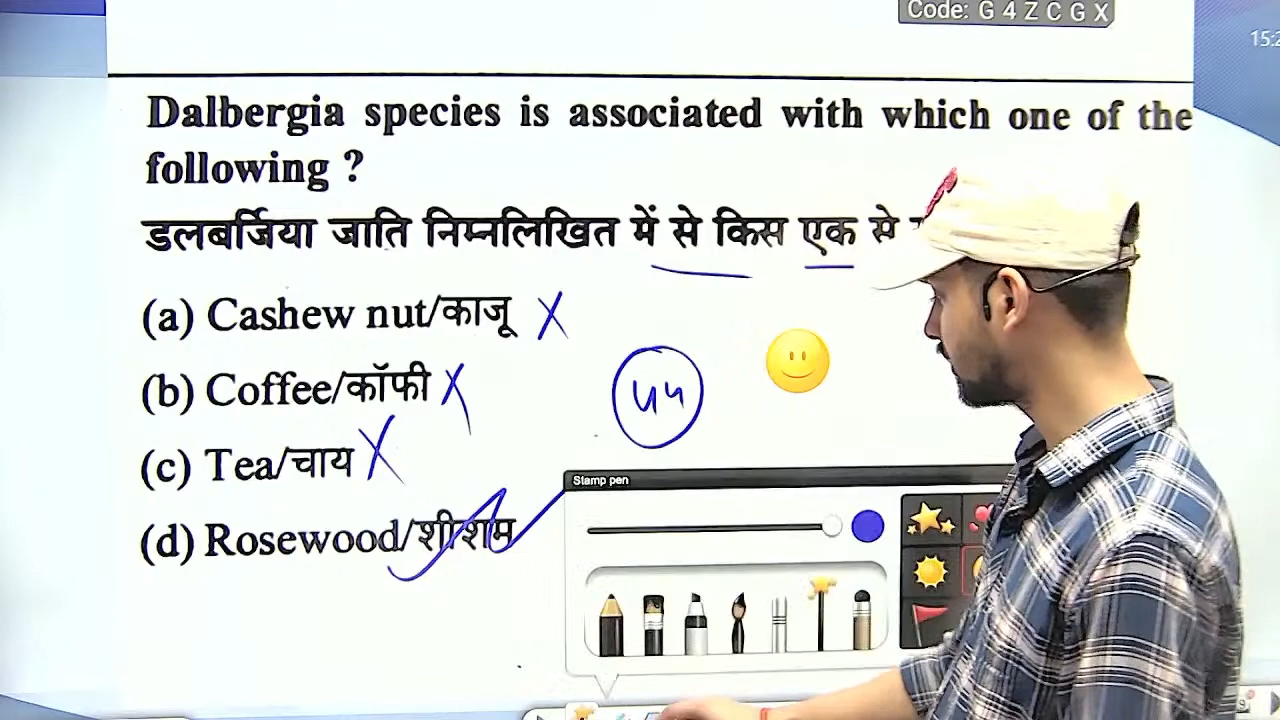 Code: G 4 Z C G X
15:2
Dalbergia species is associated with which one of the
following ?
डलबर्जिया जाति निम्नलिखित में से किस एक से
(a) Cashew nut/काजू
(b) Coffee/कॉफी
(c) Tea/चाय
(d) Rosewood/शीशम
Stamp pen